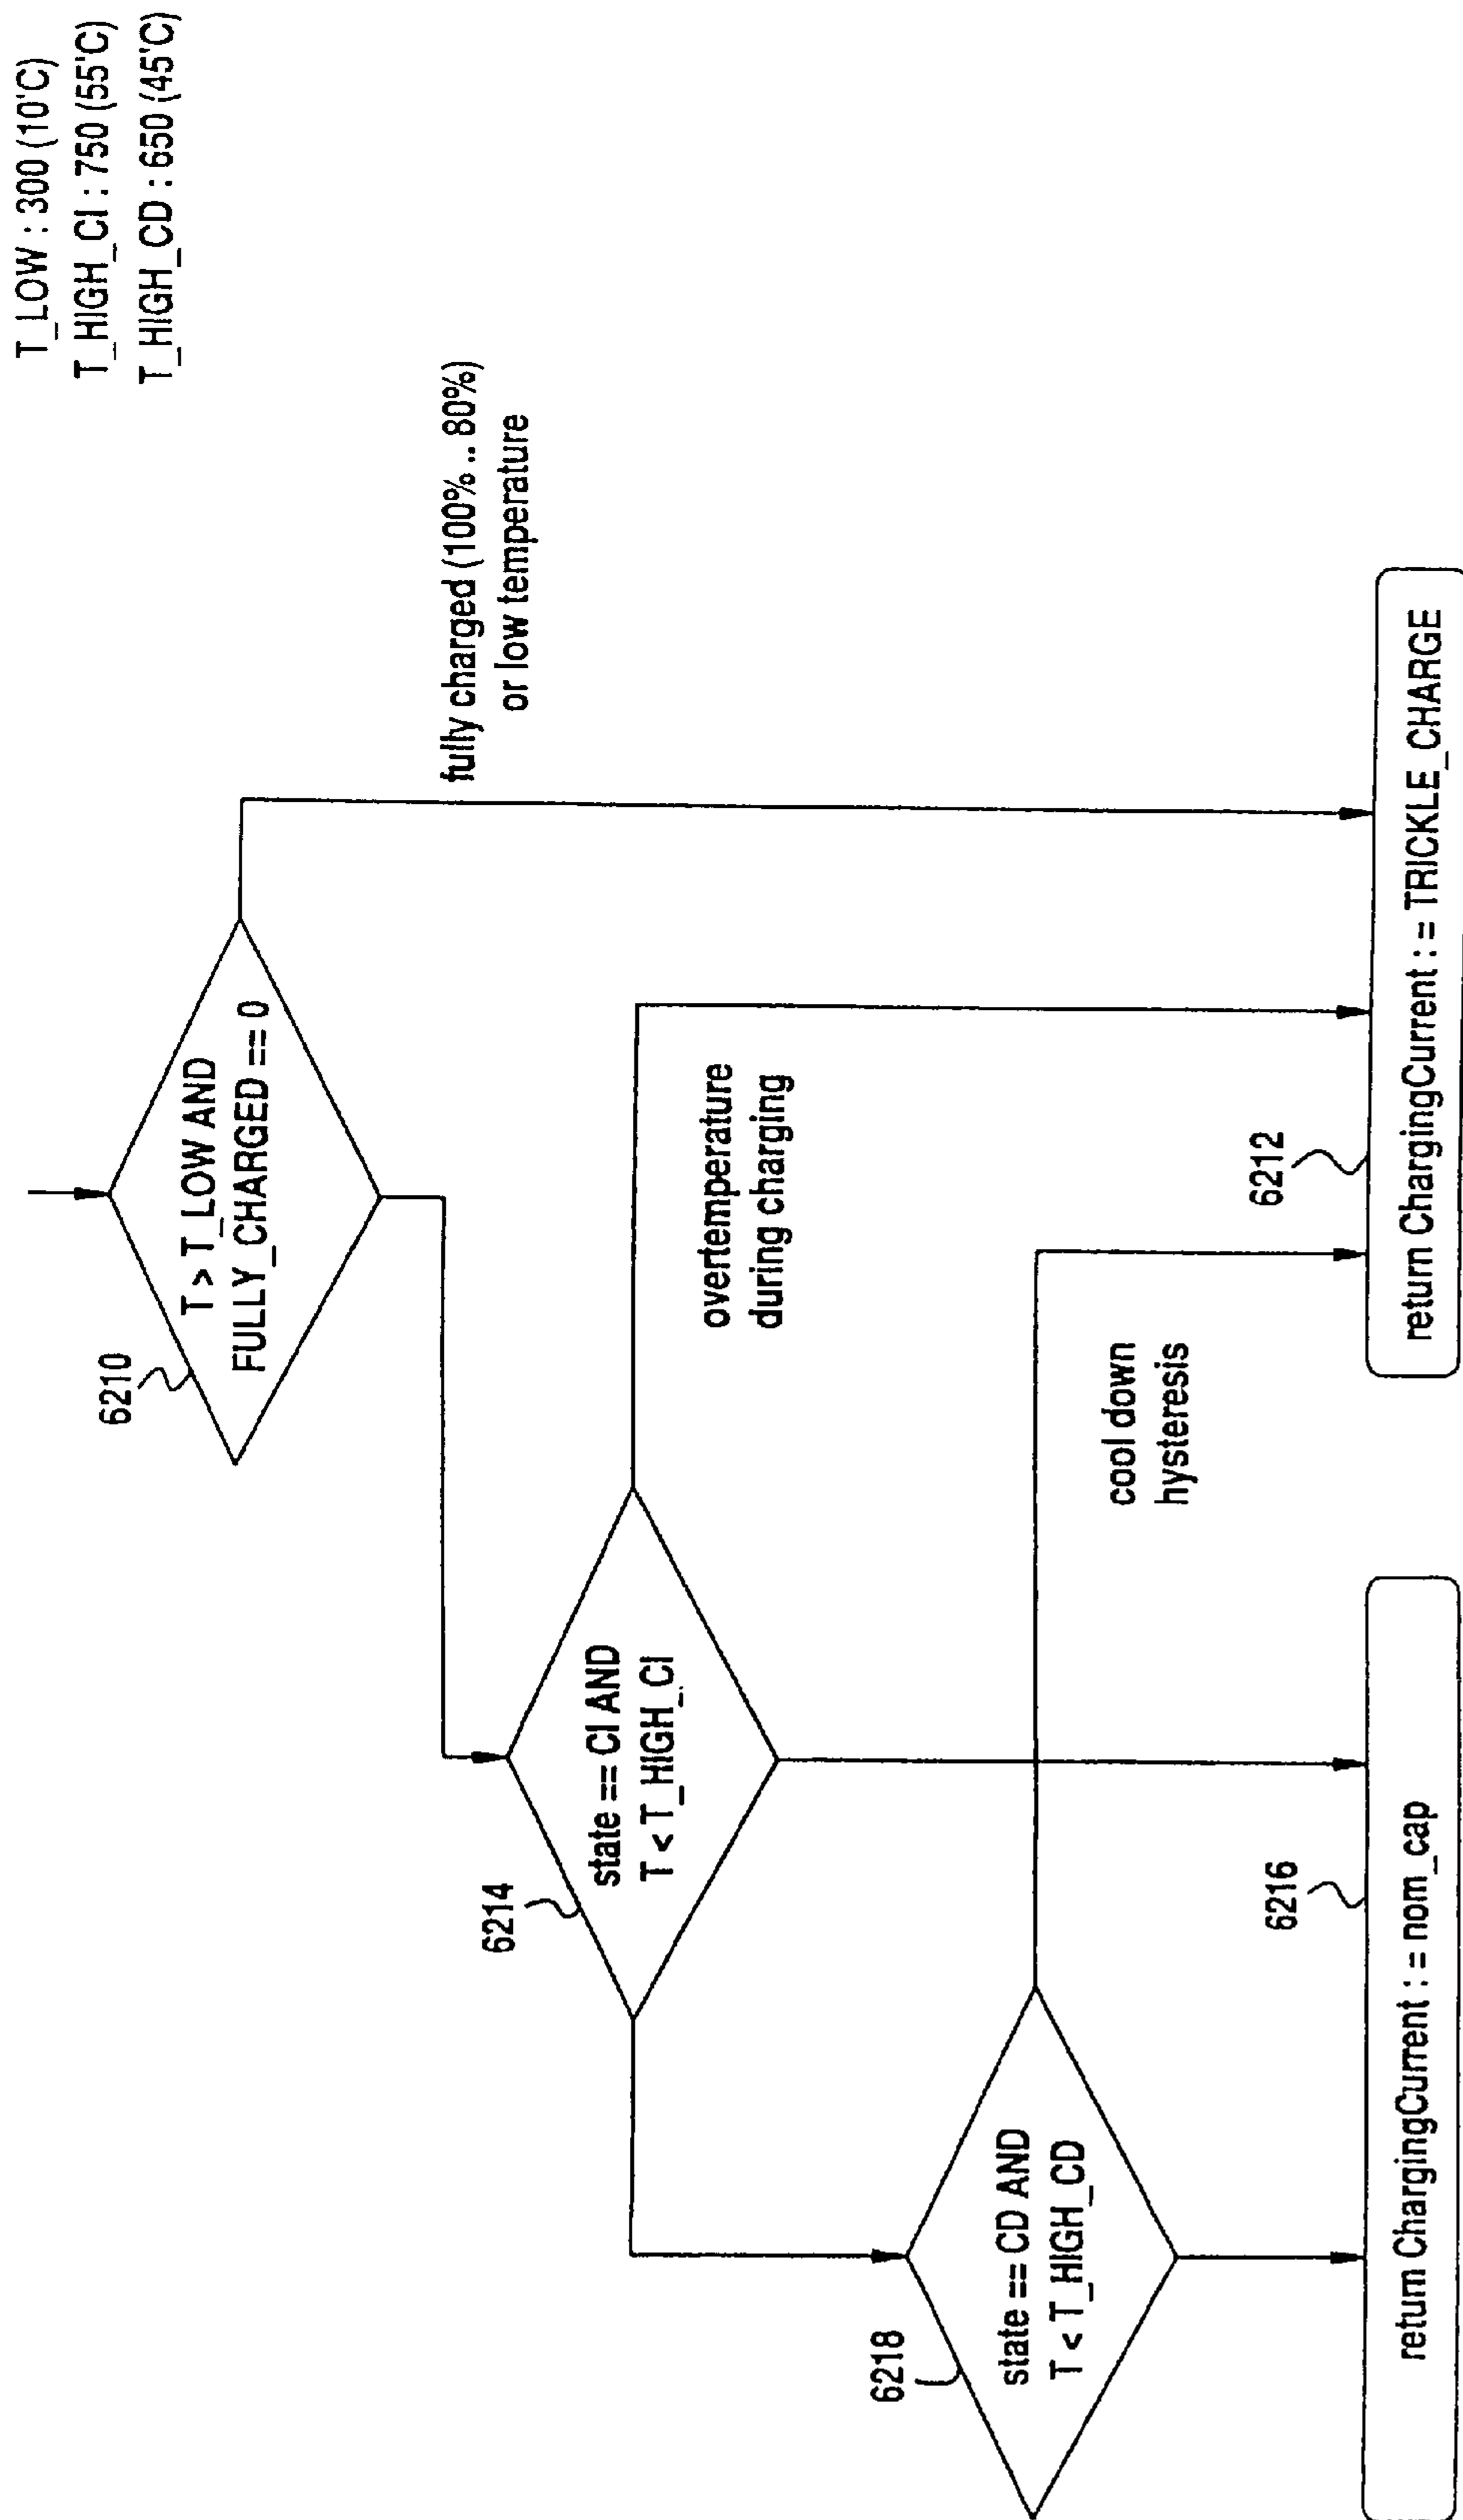 T_LOW : 300 (10'C)
T_HIGH_CI : 750 (55'C)
T_HIGH_CD : 650 (45'C)
6210
T > T_LOW AND
FULLY_CHARGED == 0
fully charged (100% .. 80%)
or low temperature
6214
state == CI AND
T < T_HIGH_CI
overtemperature
during charging
6218
state == CD AND
T < T_HIGH_CD
cool down
hysteresis
6216
return ChargingCurrent : = nom_cap
6212
return ChargingCurrent : = TRICKLE_CHARGE